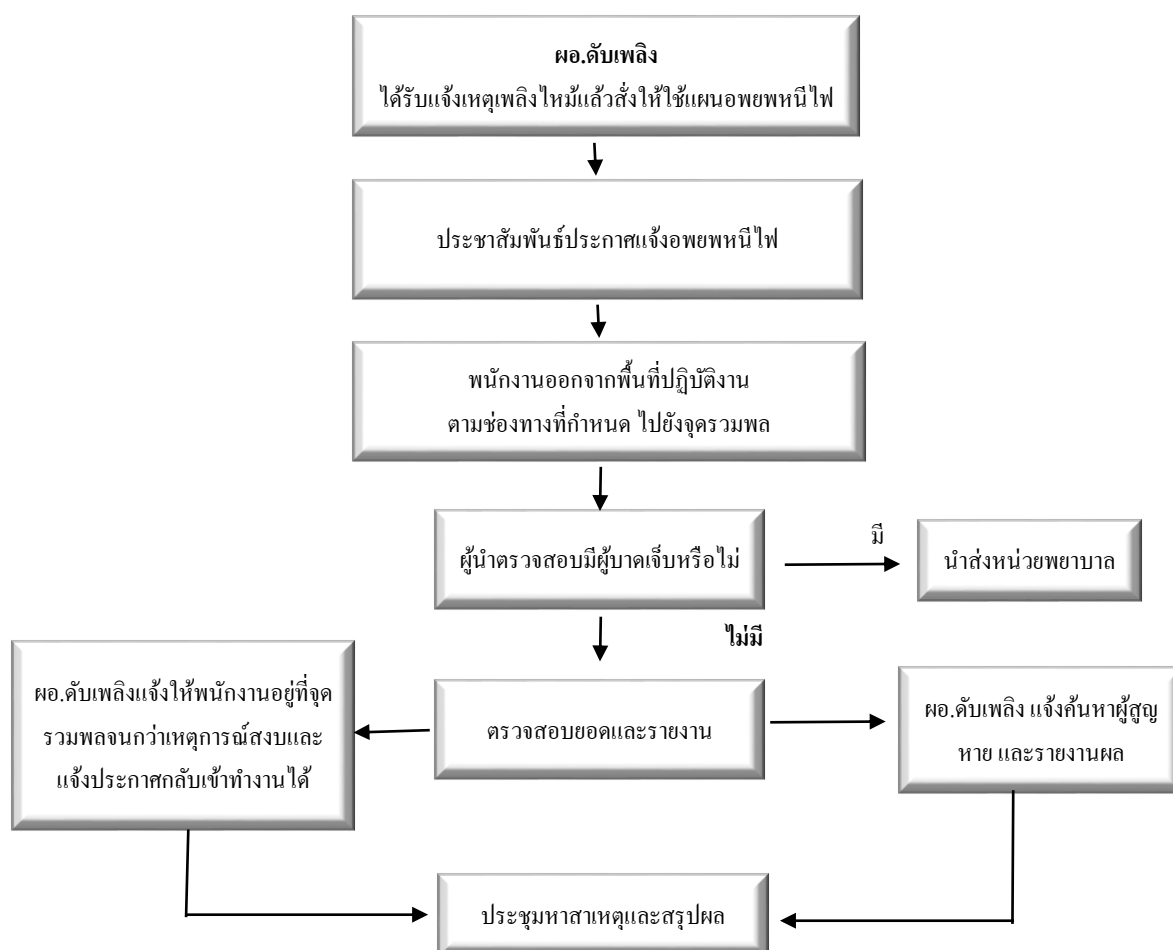 ผอ.ดับเพลิง
ได้รับแจ้งเหตุเพลิงไหม้แล้วสั่งให้ใช้แผนอพยพหนีไฟ
ประชาสัมพันธ์ประกาศแจ้งอพยพหนีไฟ
พนักงานออกจากพื้นที่ปฏิบัติงาน
ตามช่องทางที่กำหนด ไปยังจุดรวมพล
ผู้นำตรวจสอบมีผู้บาดเจ็บหรือไม่
มี
นำส่งหน่วยพยาบาล
ไม่มี
ผอ.ดับเพลิงแจ้งให้พนักงานอยู่ที่จุด
รวมพลจนกว่าเหตุการณ์สงบและ
แจ้งประกาศกลับเข้าทำงานได้
ตรวจสอบยอดและรายงาน
ผอ.ดับเพลิง แจ้งค้นหาผู้สูญ
หาย และรายงานผล
ประชุมหาสาเหตุและสรุปผล